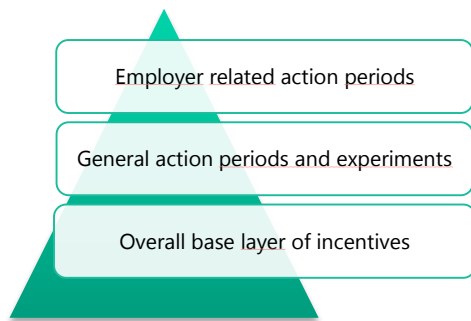 Employer related action periods
General action periods and experiments
Overall base layer of incentives